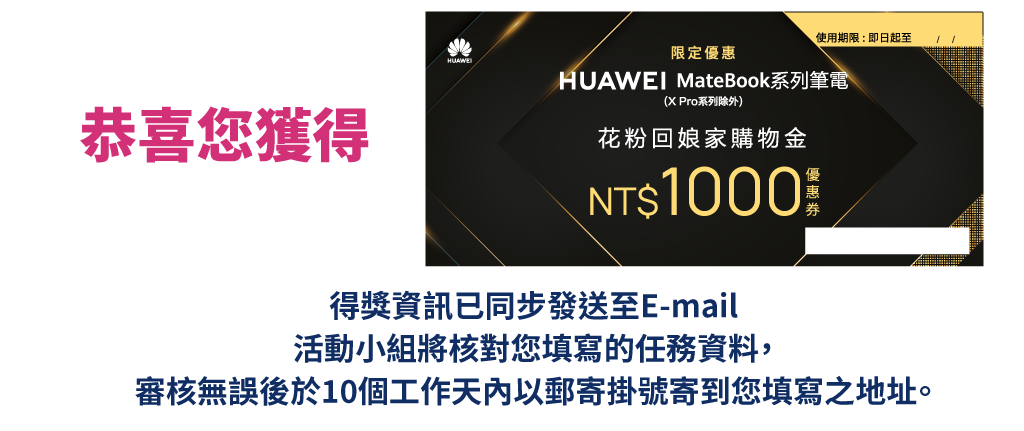 恭喜您獲得
HUAWEI
使用期限 : 即日起至 / /
限定優惠
HUAWEI MateBook系列筆電
(X Pro系列除外)
花粉回娘家購物金
NT$1000優惠券
得獎資訊已同步發送至E-mail
活動小組將核對您填寫的任務資料，
審核無誤後於10個工作天內以郵寄掛號寄到您填寫之地址。